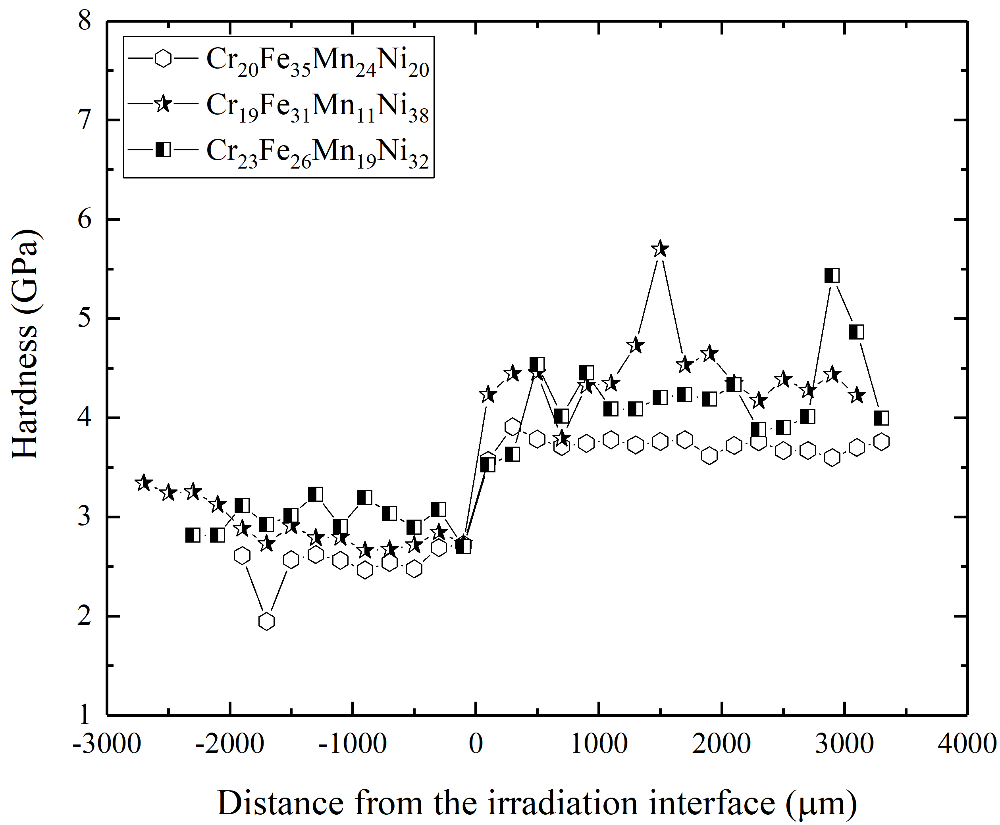 8
7
6
5
4
3
2
1
Hardness (GPa)
Cr₂₀Fe₃₅Mn₂₄Ni₂₀
Cr₁₉Fe₃₁Mn₁₁Ni₃₈
Cr₂₃Fe₂₆Mn₁₉Ni₃₂
-3000 -2000 -1000 0 1000 2000 3000 4000
Distance from the irradiation interface (μm)